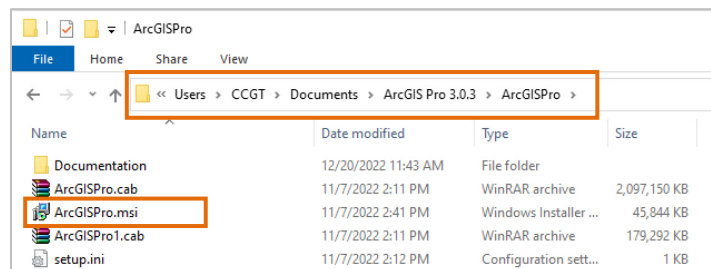 ArcGISPro
File Home Share View
« Users > CCGT > Documents > ArcGIS Pro 3.0.3 > ArcGISPro >
Name Date modified Type Size
Documentation 12/20/2022 11:43 AM File folder
ArcGISPro.cab 11/7/2022 2:11 PM WinRAR archive 2,097,150 KB
ArcGISPro.msi 11/7/2022 2:41 PM Windows Installer ... 45,844 KB
ArcGISPro1.cab 11/7/2022 2:11 PM WinRAR archive 179,292 KB
setup.ini 11/7/2022 2:12 PM Configuration sett... 1 KB